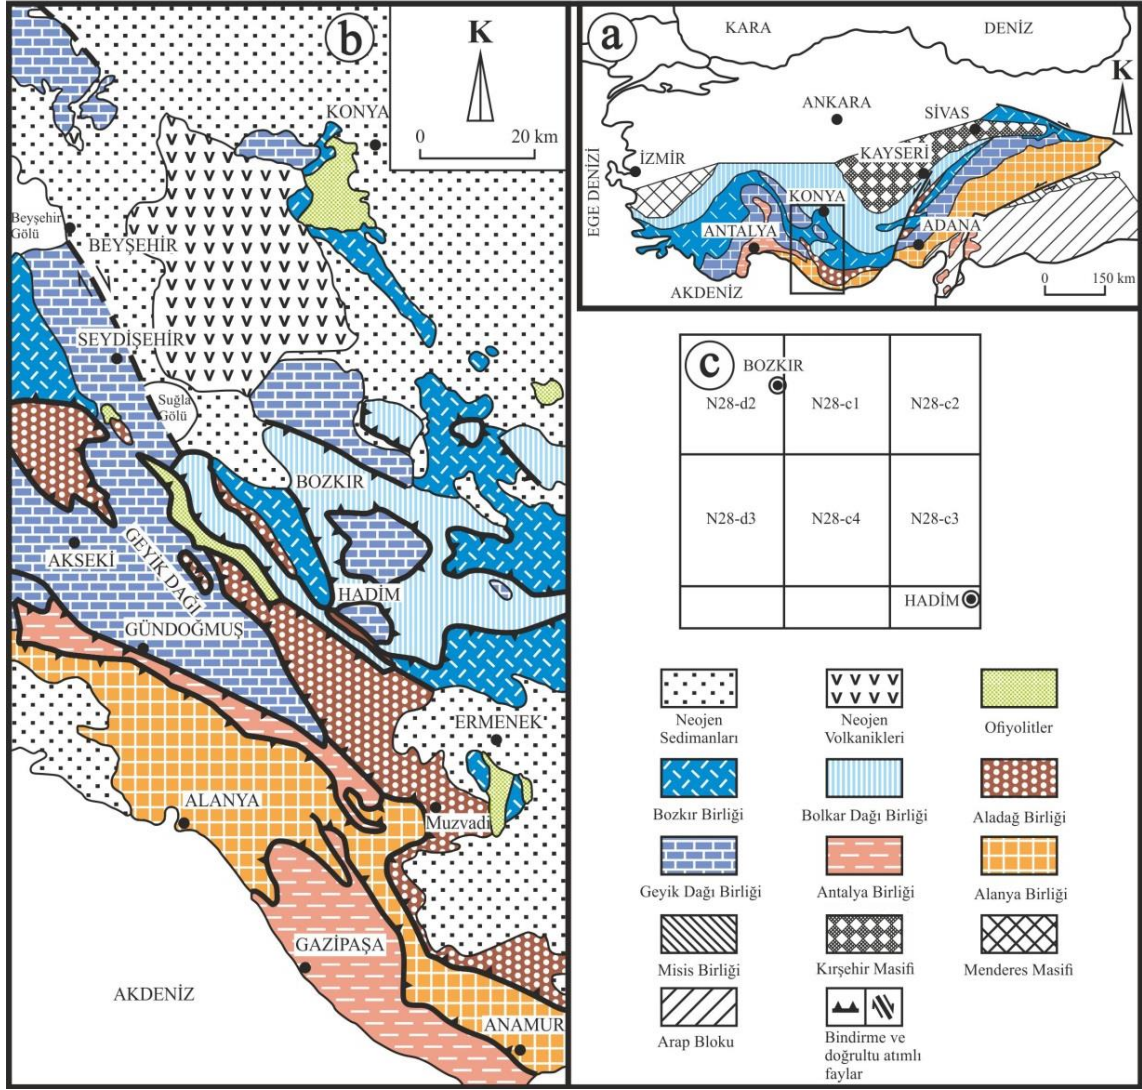 b
K
0
20 km
KONYA
Beyşehir
Gölü
BEYŞEHİR
SEYDİŞEHİR
Suğla
Gölü
BOZKIR
AKSEKİ
GEYİK DAĞI
HADİM
GÜNDOĞMUŞ
ERMENEK
ALANYA
Muzvadi
GAZİPAŞA
AKDENİZ
ANAMUR
a
KARA
DENİZ
K
ANKARA
SİVAS
İZMİR
KAYSERİ
EGE DENİZİ
KONYA
ANTALYA
ADANA
AKDENİZ
0
150 km
c
BOZKIR
N28-d2
N28-c1
N28-c2
N28-d3
N28-c4
N28-c3
HADİM
Neojen
Sedimanları
Neojen
Volkanikleri
Ofiyolitler
Bozkır Birliği
Bolkar Dağı Birliği
Aladağ Birliği
Geyik Dağı Birliği
Antalya Birliği
Alanya Birliği
Misis Birliği
Kırşehir Masifi
Menderes Masifi
Arap Bloku
Bindirme ve
doğrultu atımlı
faylar